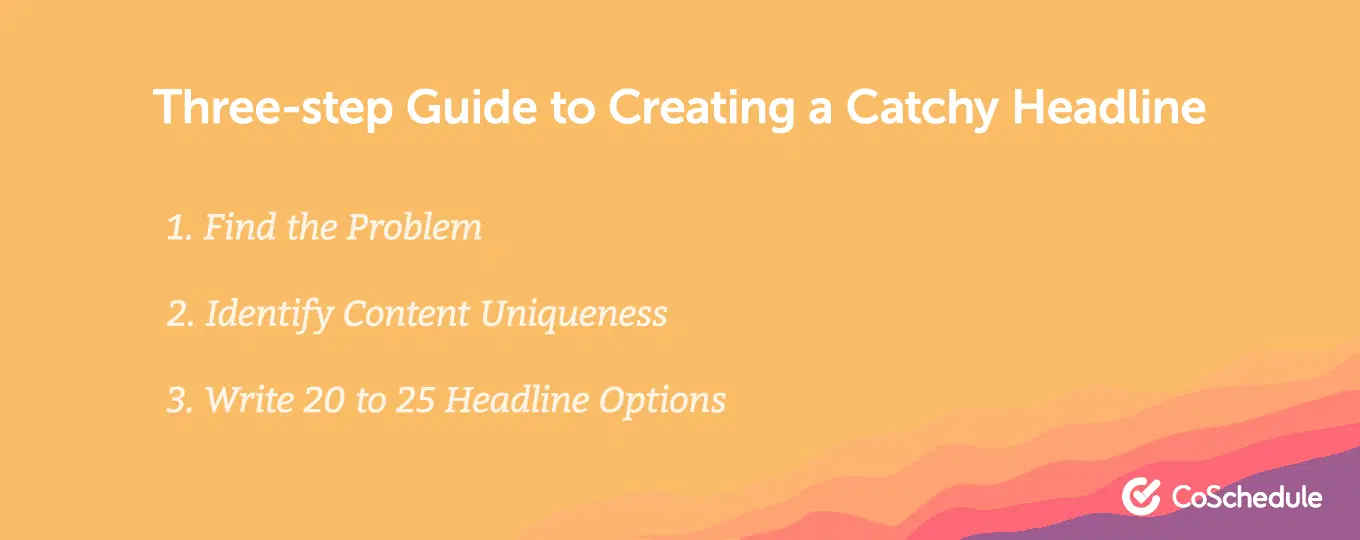 Three-step Guide to Creating a Catchy Headline
1. Find the Problem
2. Identify Content Uniqueness
3. Write 20 to 25 Headline Options
CoSchedule